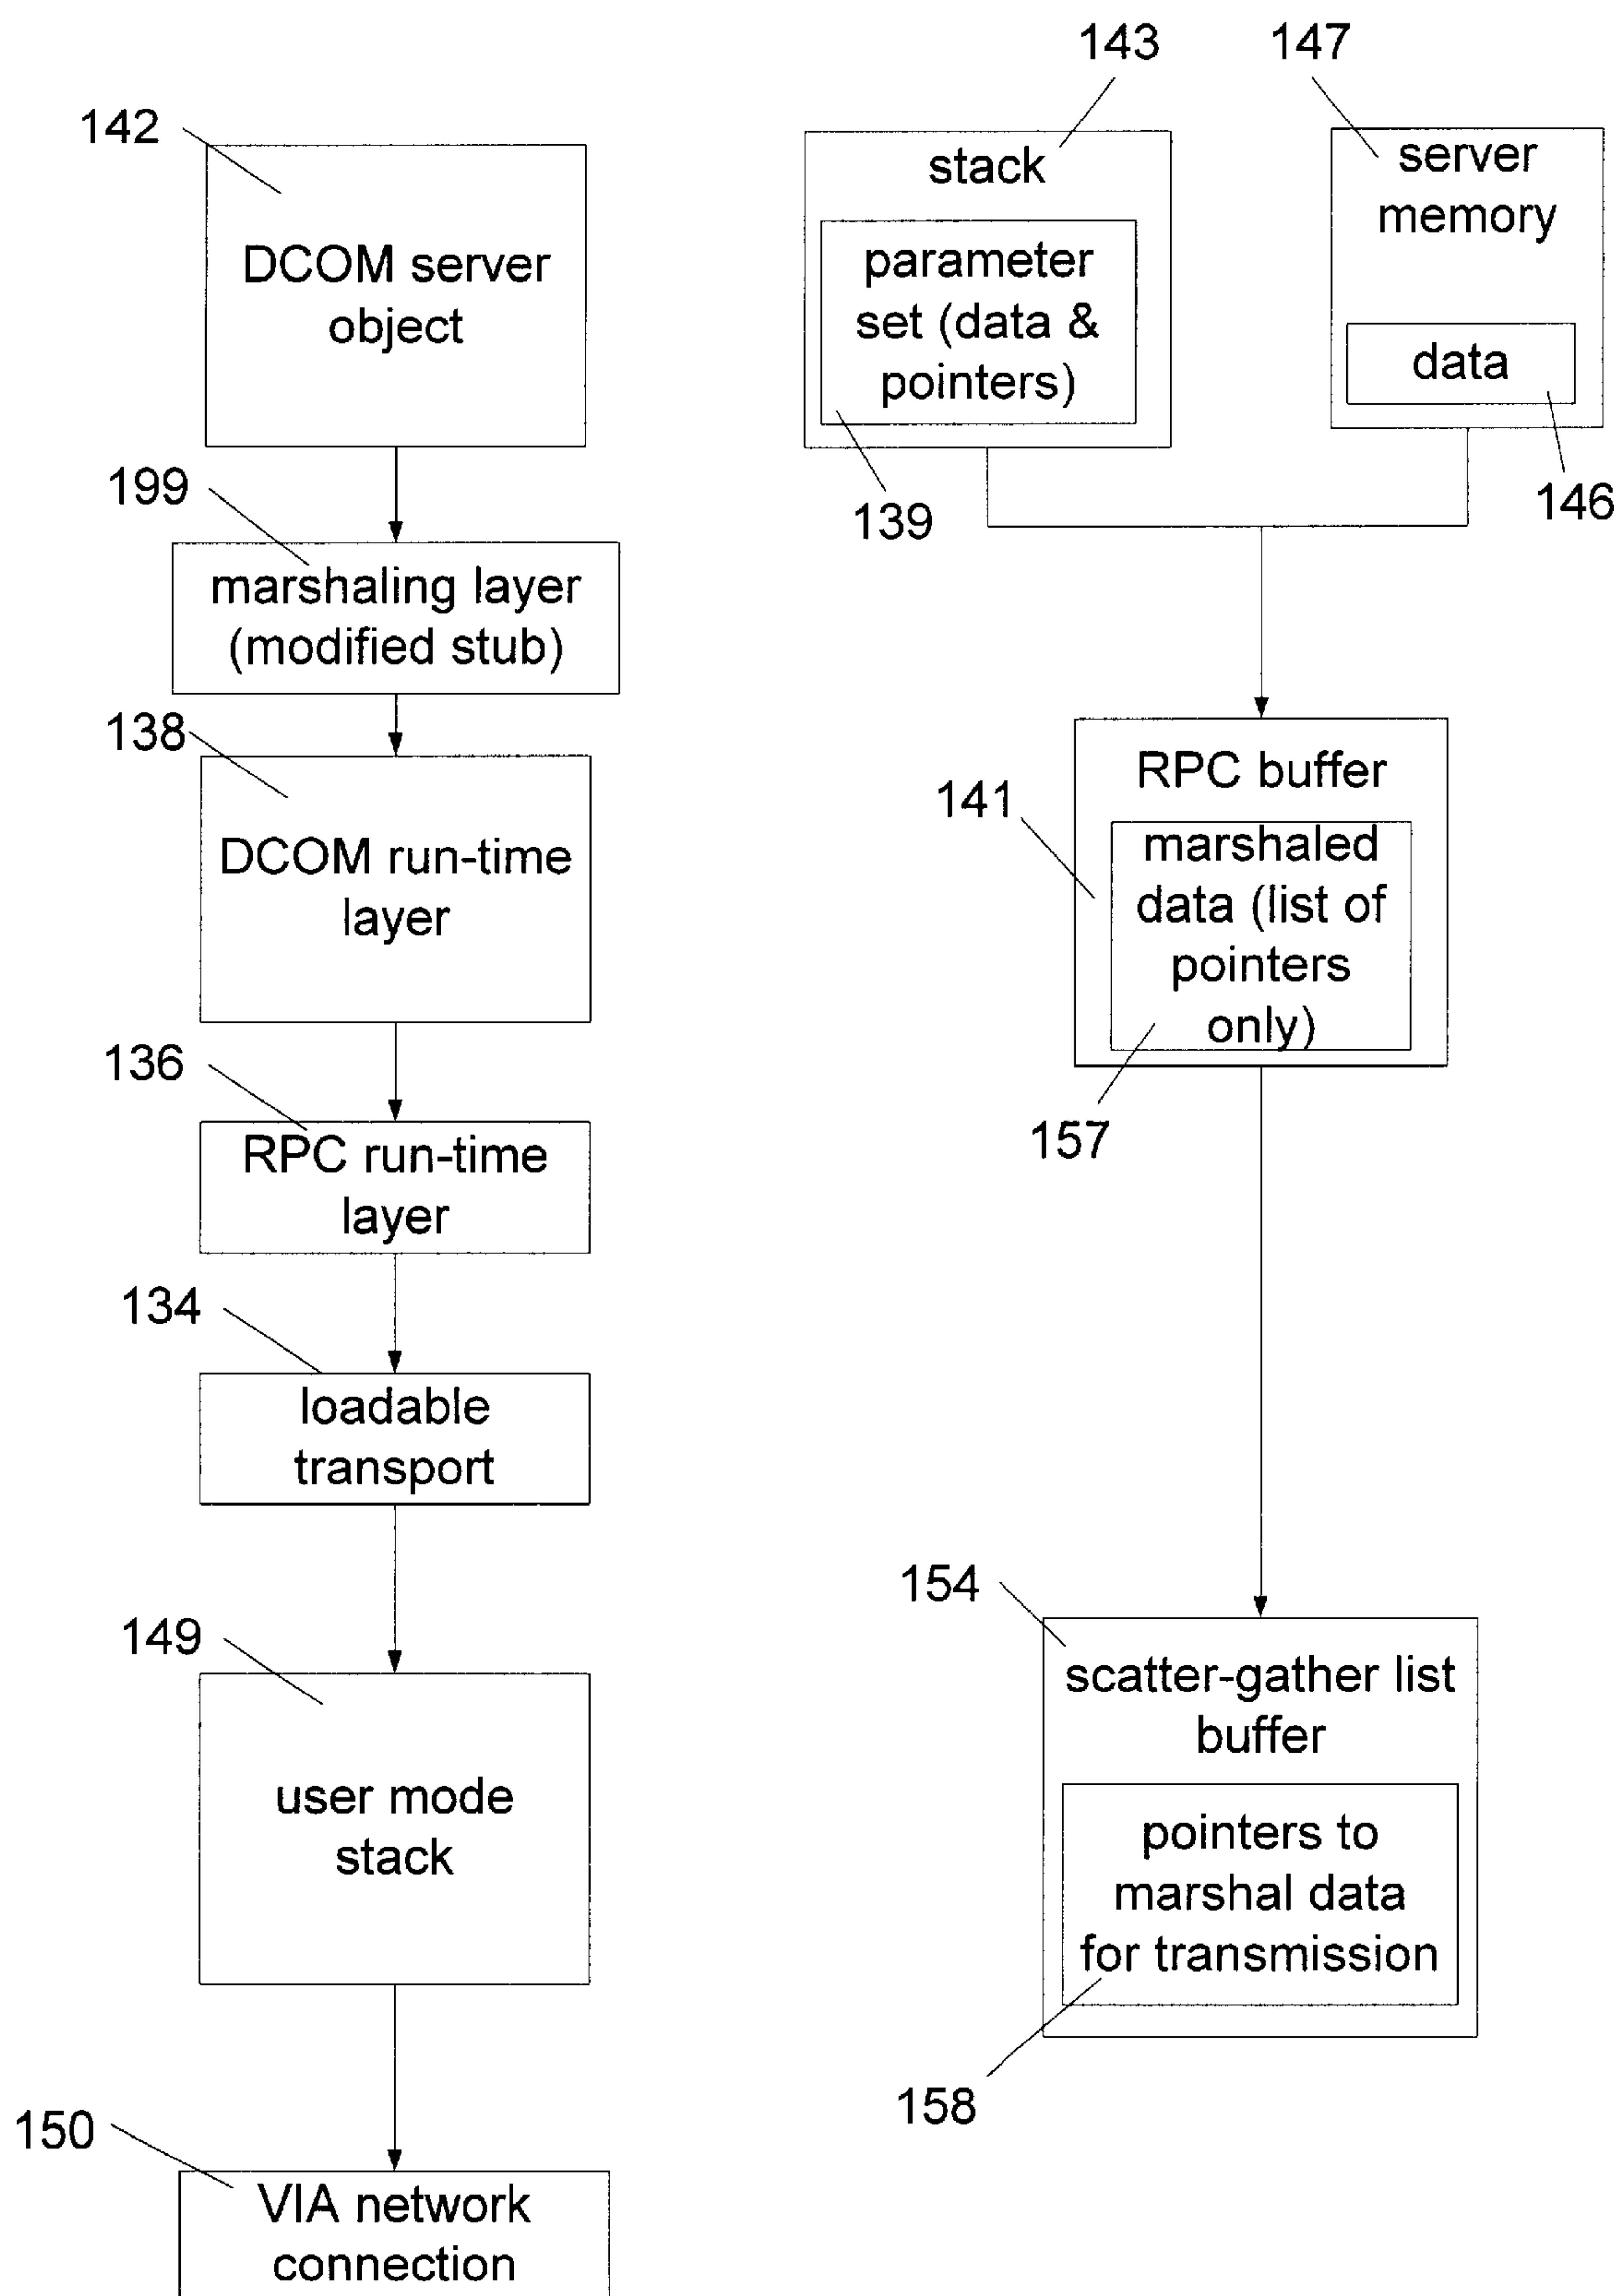 142
DCOM server
object
199
marshaling layer
(modified stub)
138
DCOM run-time
layer
136
RPC run-time
layer
134
loadable
transport
149
user mode
stack
150
VIA network
connection
143
stack
parameter
set (data &
pointers)
139
147
server
memory
data
146
RPC buffer
141
marshaled
data (list of
pointers
only)
157
154
scatter-gather list
buffer
pointers to
marshal data
for transmission
158